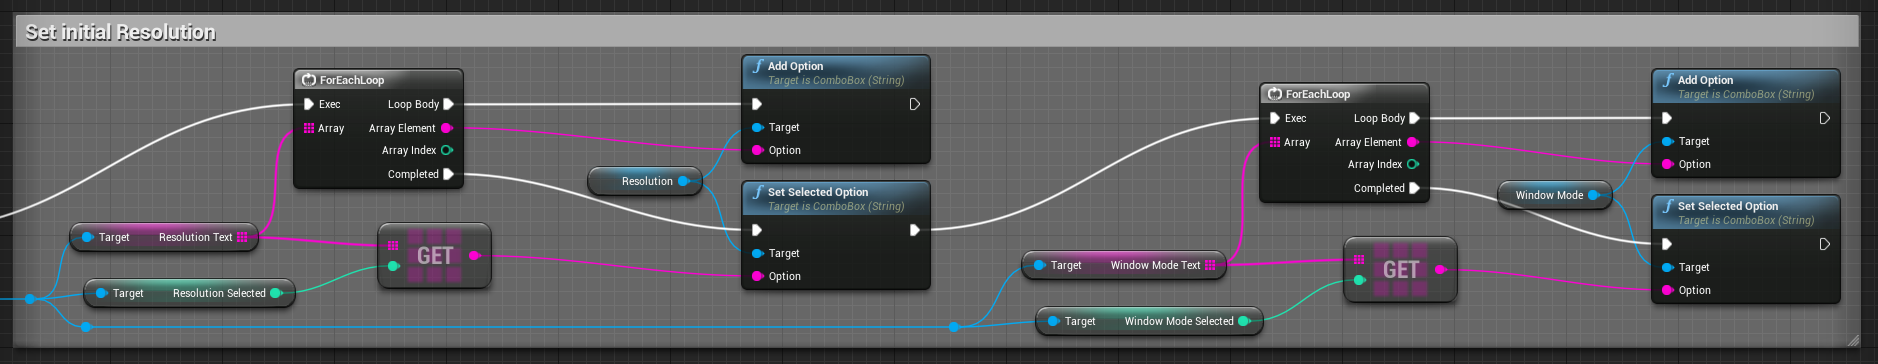 Set initial Resolution
ForEachLoop
Exec
Loop Body
Array
Array Element
Array Index
Completed
Add Option
Target is ComboBox (String)
Target
Option
Resolution
Set Selected Option
Target is ComboBox (String)
Target
Option
Target
Resolution Text
GET
Target
Resolution Selected
ForEachLoop
Exec
Loop Body
Array
Array Element
Array Index
Completed
Add Option
Target is ComboBox (String)
Target
Option
Window Mode
Set Selected Option
Target is ComboBox (String)
Target
Option
Target
Window Mode Text
GET
Target
Window Mode Selected